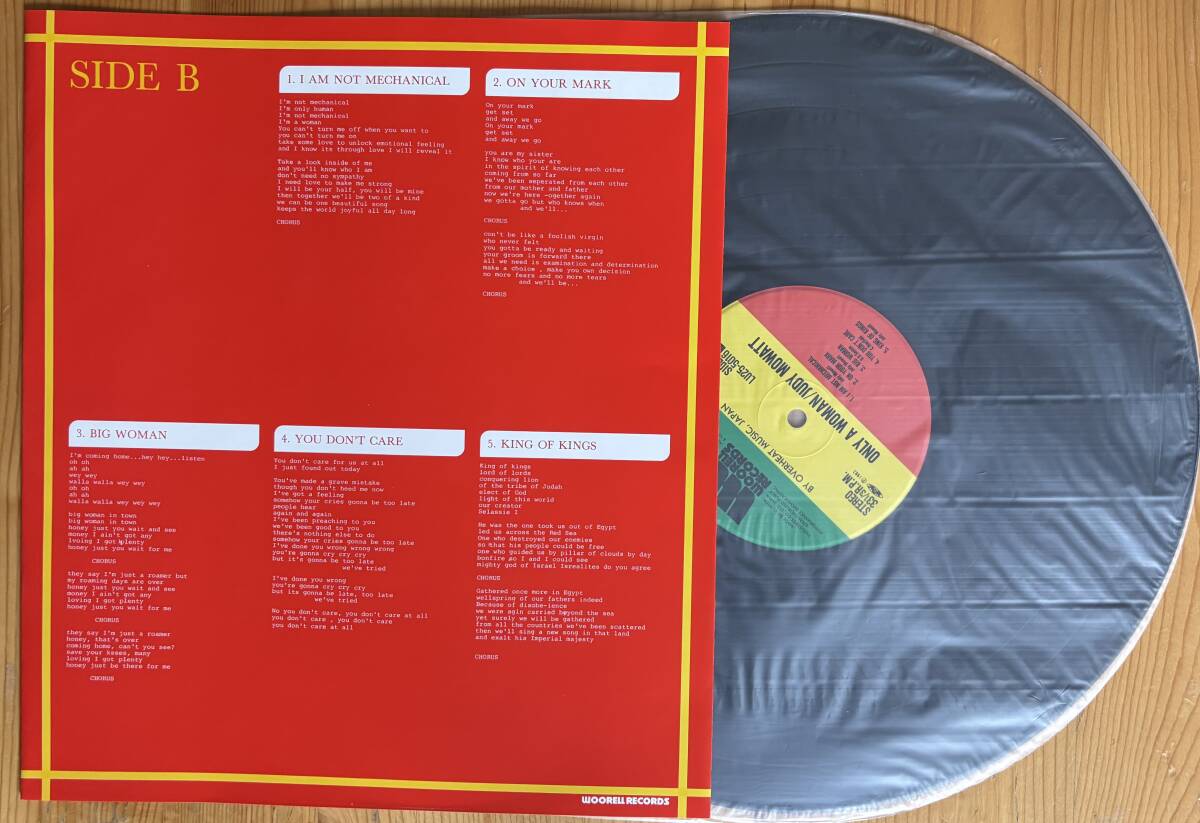 SIDE B
1. I AM NOT MECHANICAL
I'm not mechanical
I'm only human
I'm not mechanical
I'm a woman
You can't turn me off when you want to
you can't turn me on
take some love to unlock emotional feeling
and I know its through love I will reveal it
Take a look inside of me
and you'll know who I am
don't need no sympathy
I need love to make me strong
I will be your half, you will be mine
then together we'll be two of a kind
we can be one beautiful song
keeps the world joyful all day long
CHORUS
2. ON YOUR MARK
On your mark
get set
and away we go
On your mark
get set
and away we go
you are my sister
I know who your are
in the spirit of knowing each other
coming from so far
we've been seperated from each other
from our mother and father
now we're here -ogether again
we gotta go but who knows when
and we'll...
CHORUS
con't be like a foolish virgin
who never felt
you gotta be ready and waiting
your groom is forward there
all we need is examination and determination
make a choice , make you own decision
no more fears and no more tears
and we'll be...
CHORUS
3. BIG WOMAN
I'm coming home...hey hey...listen
oh oh
ah ah
wey wey
walla walla wey wey
oh oh
ah ah
walla walla wey wey wey
big woman in town
big woman in town
honey just you wait and see
money I ain't got any
lvoing I got plenty
honey just you wait for me
CHORUS
they say I'm just a roamer but
my roaming days are over
honey just you wait and see
money I ain't got any
loving I got plenty
honey just you wait for me
CHORUS
they say I'm just a roamer
honey, that's over
coming home, can't you see?
save your kases, many
loving I got plenty
honey just be there for me
CHORUS
4. YOU DON'T CARE
You don't care for us at all
I just found out today
You've made a grave mistake
though you don't need me now
I've got a feeling
somehow your cries gonna be too late
people hear
again and again
I've been preaching to you
we've been good to you
there's nothing else to do
somehow your cries gonna be too late
I've done you wrong wrong wrong
you're gonna cry cry cry
but it's gonna be too late
we've tried
I've done you wrong
you're gonna cry cry cry
but its gonna be late, too late
we've tried
No you don't care, you don't care at all
you don't care , you don't care
you don't care at all
5. KING OF KINGS
King of kings
lord of lords
conquering lion
of the tribe of Judah
elect of God
light of this world
our creator
Selassie I
He was the one took us out of Egypt
led us across the Red Sea
One who destroyed our enemies
so that his people could be free
one who guided us by pillar of clouds by day
bonfire so I and I could see
mighty god of Israel Isrealites do you agree
CHORUS
Gathered once more in Egypt
wellspring of our fathers indeed
Because of disobe-ience
we were agin carried beyond the sea
yet surely we will be gathered
from all the countries we've been scattered
then we'll sing a new song in that land
and exalt his Imperial majesty
CHORUS
WOORELL RECORDS
ONLY A WOMAN/JUDY MOWATT
LU25-5016
1. I AM NOT MECHANICAL
2. ON YOUR MARK
3. BIG WOMAN
4. YOU DON'T CARE
5. KING OF KINGS
BY OVERHEAT MUSIC, JAPAN
STEREO
33 1/3R.P.M.